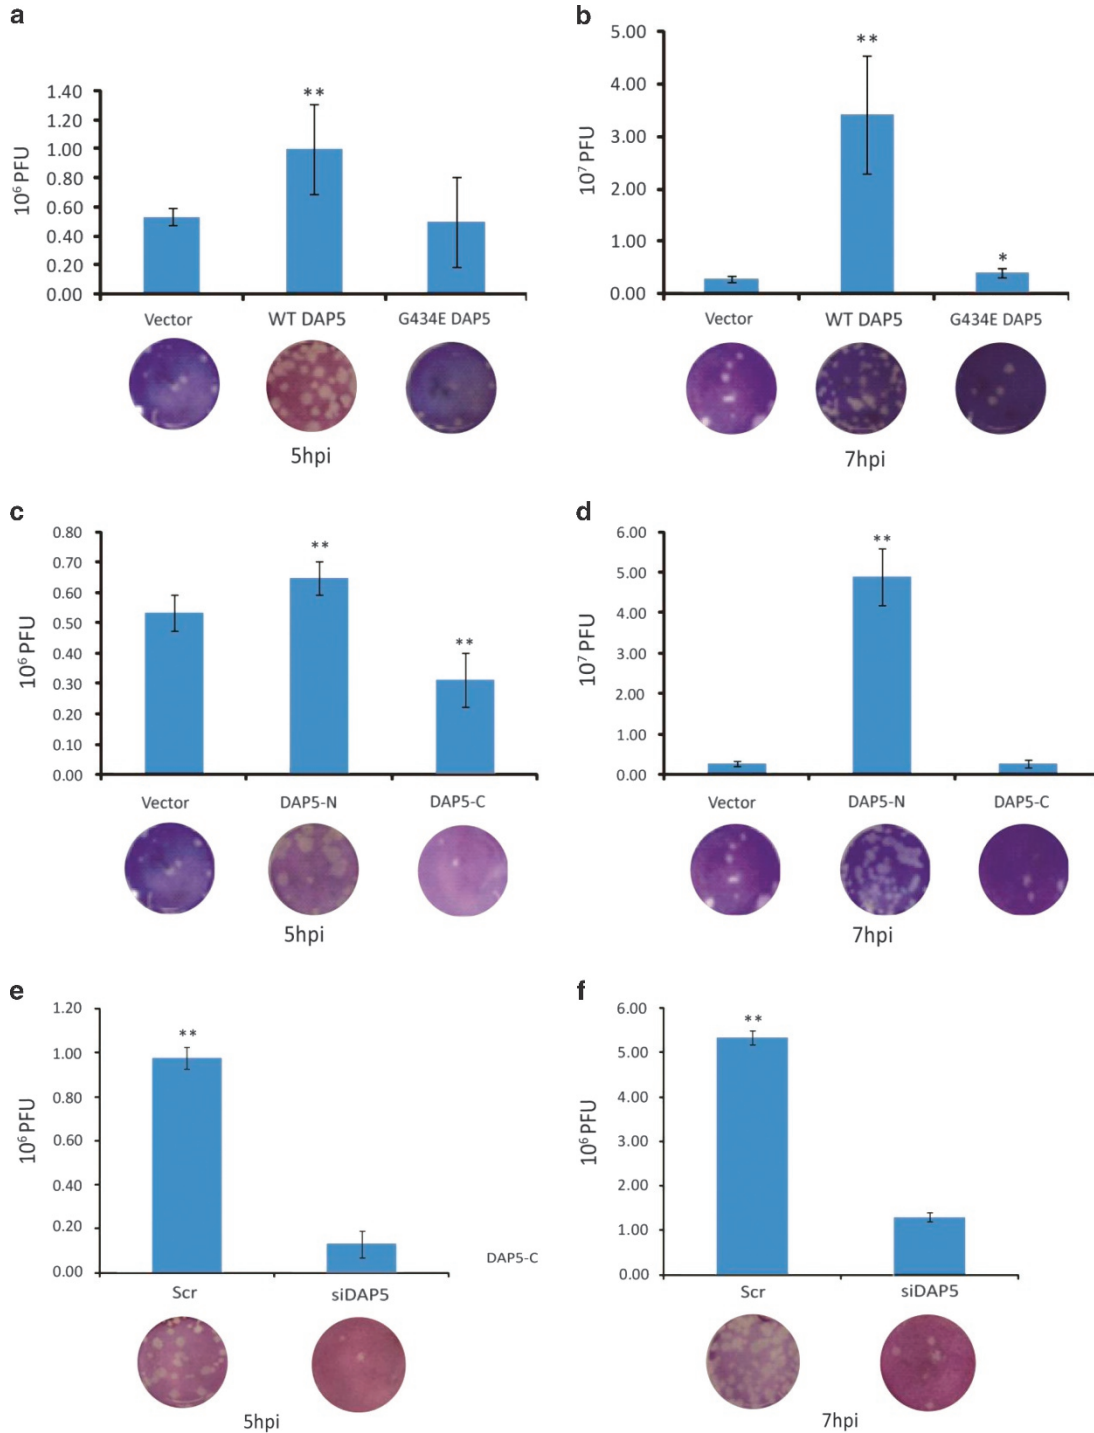 a
10⁶ PFU
1.40
1.20
1.00
0.80
0.60
0.40
0.20
0.00
**
Vector WT DAP5 G434E DAP5
5hpi
b
10⁷ PFU
5.00
4.00
3.00
2.00
1.00
0.00
**
*
Vector WT DAP5 G434E DAP5
7hpi
c
10⁶ PFU
0.80
0.70
0.60
0.50
0.40
0.30
0.20
0.10
0.00
**
**
Vector DAP5-N DAP5-C
5hpi
d
10⁷ PFU
6.00
5.00
4.00
3.00
2.00
1.00
0.00
**
Vector DAP5-N DAP5-C
7hpi
e
10⁶ PFU
1.20
1.00
0.80
0.60
0.40
0.20
0.00
**
Scr siDAP5
DAP5-C
5hpi
f
10⁶ PFU
6.00
5.00
4.00
3.00
2.00
1.00
0.00
**
Scr siDAP5
7hpi